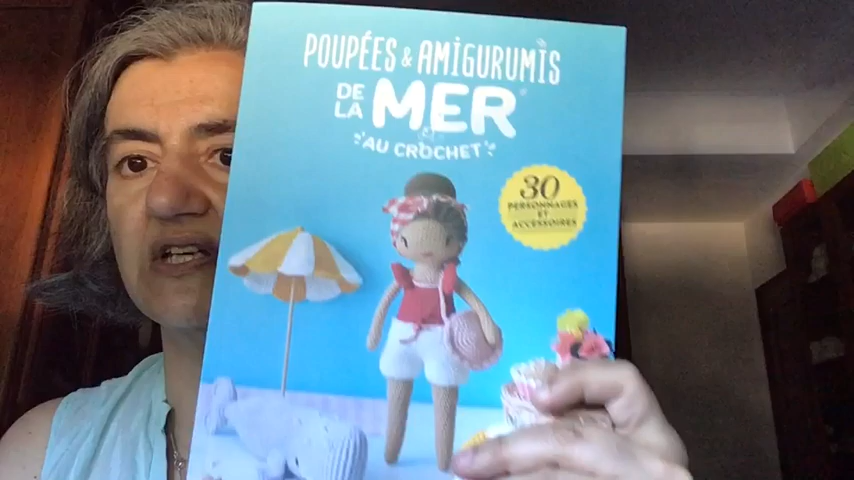 POUPÉES & AMIGURUMIS
DE LA MER
AU CROCHET
30
PERSONNAGES
ET
ACCESSOIRES